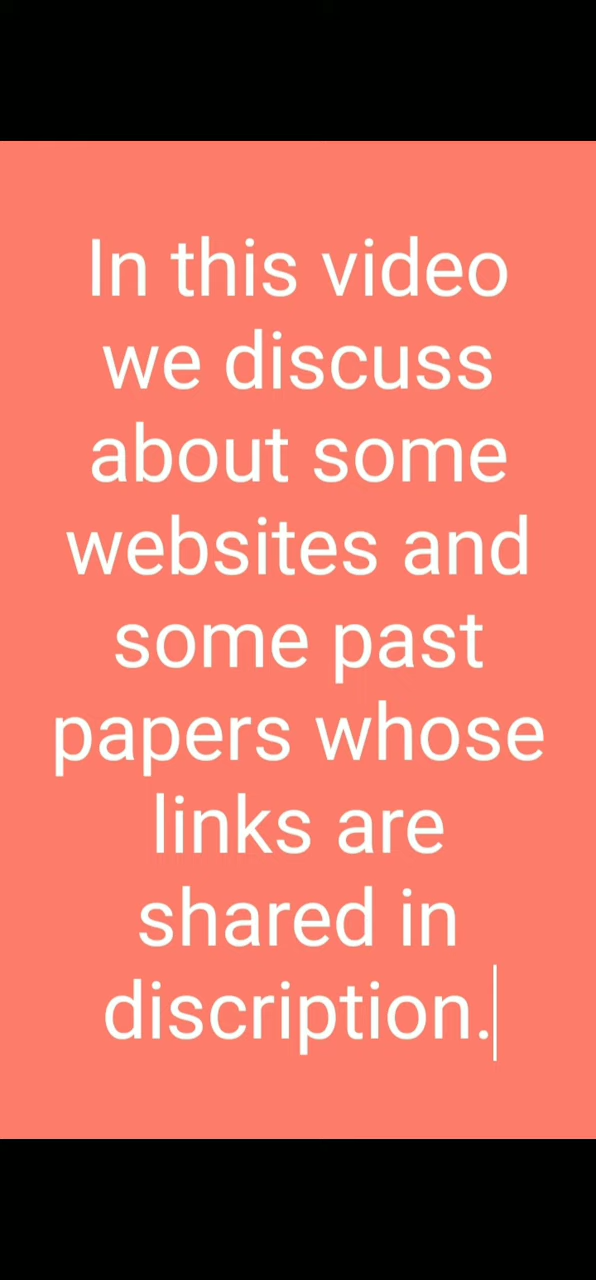 In this video
we discuss
about some
websites and
some past
papers whose
links are
shared in
discription.